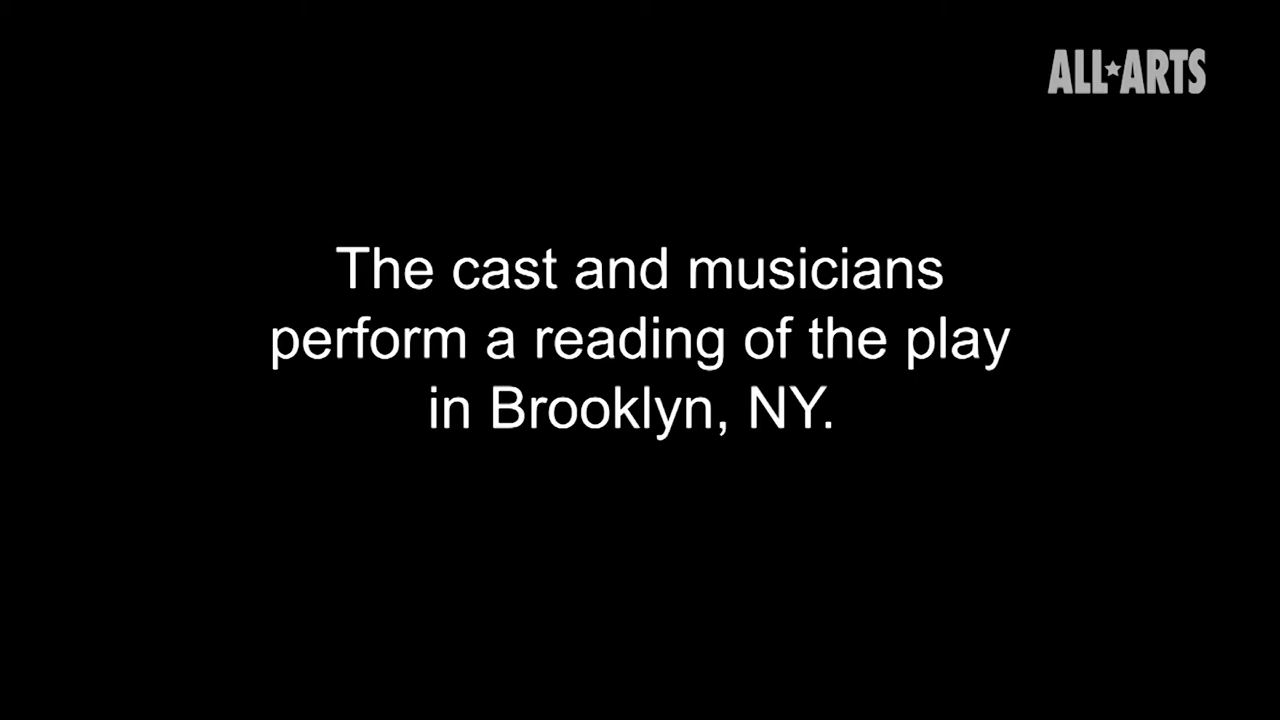 ALL★ARTS
The cast and musicians
perform a reading of the play
in Brooklyn, NY.